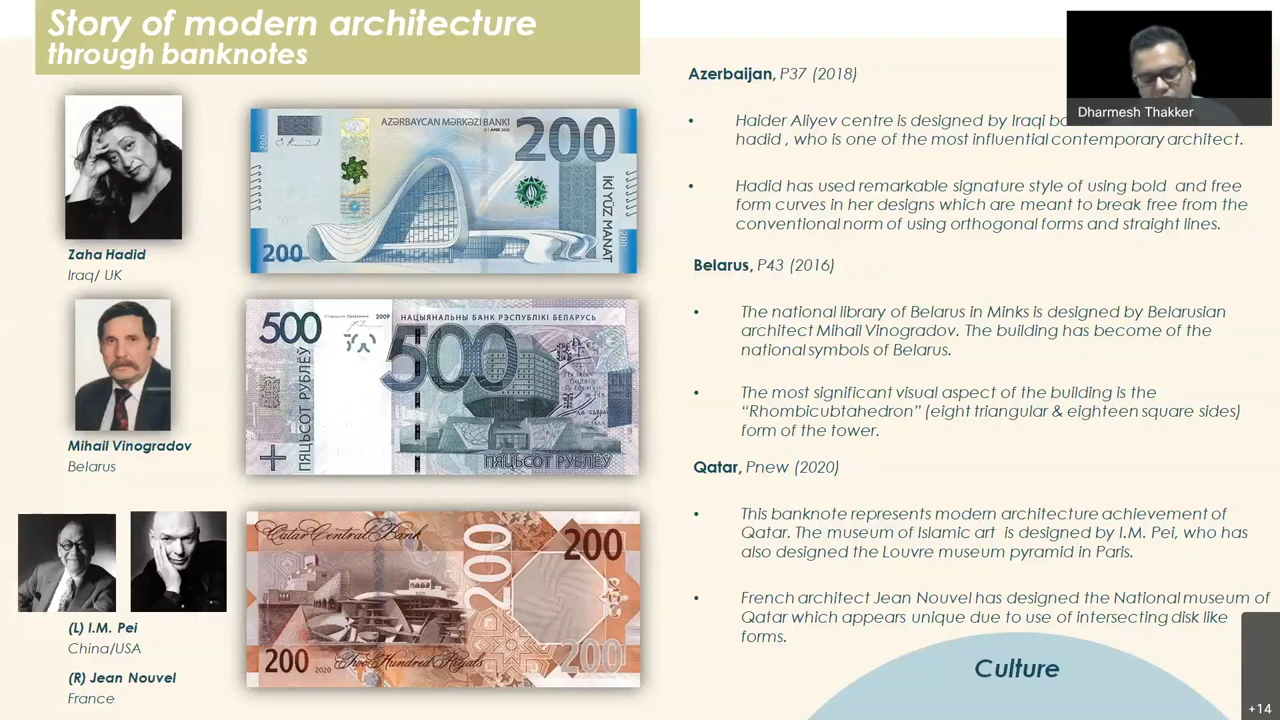 Story of modern architecture
through banknotes
Zaha Hadid
Iraq/ UK
AZƏRBAYCAN MƏRKƏZİ BANKI
200
200
İKİ YÜZ MANAT
200
200
Mihail Vinogradov
Belarus
500
2009
НАЦЫЯНАЛЬНЫ БАНК РЭСПУБЛІКІ БЕЛАРУСЬ
500
ПЯЦЬСОТ РУБЛЁЎ
ПЯЦЬСОТ РУБЛЁЎ
(L) I.M. Pei
China/USA
(R) Jean Nouvel
France
Qatar Central Bank
200
200
200
2020
Two Hundred Riyals
200
Azerbaijan, P37 (2018)
• Haider Aliyev centre is designed by Iraqi
hadid , who is one of the most influential contemporary architect.
• Hadid has used remarkable signature style of using bold and free
form curves in her designs which are meant to break free from the
conventional norm of using orthogonal forms and straight lines.
Belarus, P43 (2016)
• The national library of Belarus in Minks is designed by Belarusian
architect Mihail Vinogradov. The building has become of the
national symbols of Belarus.
• The most significant visual aspect of the building is the
“Rhombicubtahedron” (eight triangular & eighteen square sides)
form of the tower.
Qatar, Pnew (2020)
• This banknote represents modern architecture achievement of
Qatar. The museum of Islamic art is designed by I.M. Pei, who has
also designed the Louvre museum pyramid in Paris.
• French architect Jean Nouvel has designed the National museum of
Qatar which appears unique due to use of intersecting disk like
forms.
Culture
Dharmesh Thakker
+14